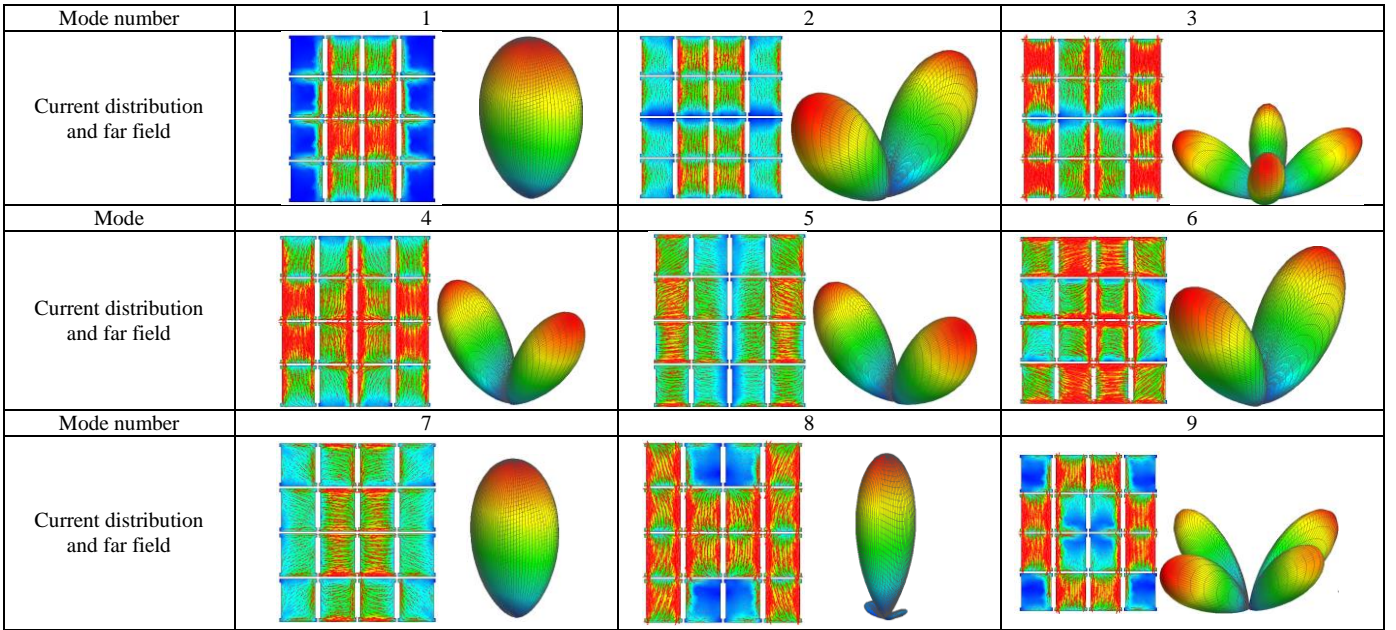 Mode number 1 2 3
Current distribution
and far field
Mode 4 5 6
Current distribution
and far field
Mode number 7 8 9
Current distribution
and far field